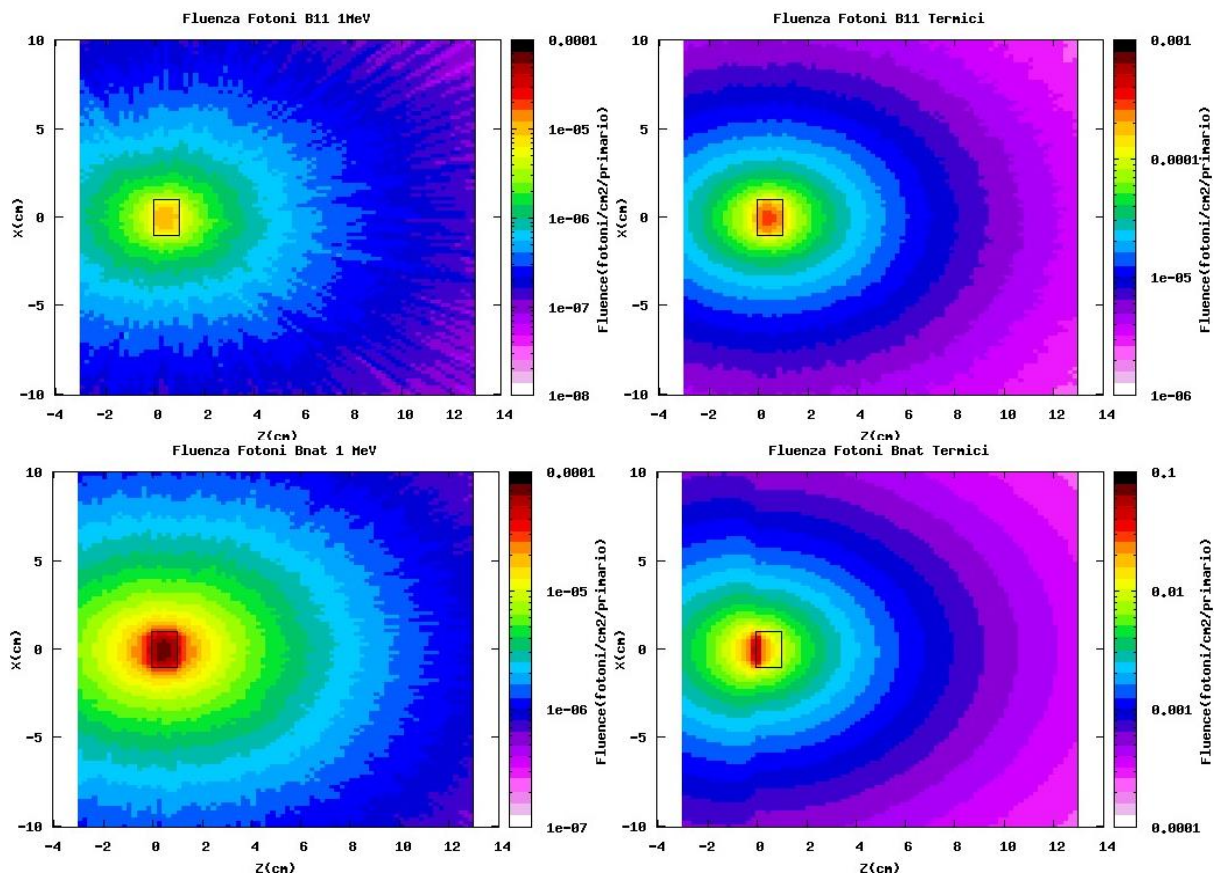 Fluenza Fotoni B11 1MeV
10
5
0
-5
-10
X(cm)
-4 -2 0 2 4 6 8 10 12 14
Z(cm)
0.0001
1e-05
1e-06
1e-07
1e-08
Fluence(fotoni/cm2/primario)
Fluenza Fotoni B11 Termici
10
5
0
-5
-10
X(cm)
-4 -2 0 2 4 6 8 10 12 14
Z(cm)
0.001
0.0001
1e-05
1e-06
Fluence(fotoni/cm2/primario)
Fluenza Fotoni Bnat 1 MeV
10
5
0
-5
-10
X(cm)
-4 -2 0 2 4 6 8 10 12 14
Z(cm)
0.0001
1e-05
1e-06
1e-07
Fluence(fotoni/cm2/primario)
Fluenza Fotoni Bnat Termici
10
5
0
-5
-10
X(cm)
-4 -2 0 2 4 6 8 10 12 14
Z(cm)
0.1
0.01
0.001
0.0001
Fluence(fotoni/cm2/primario)